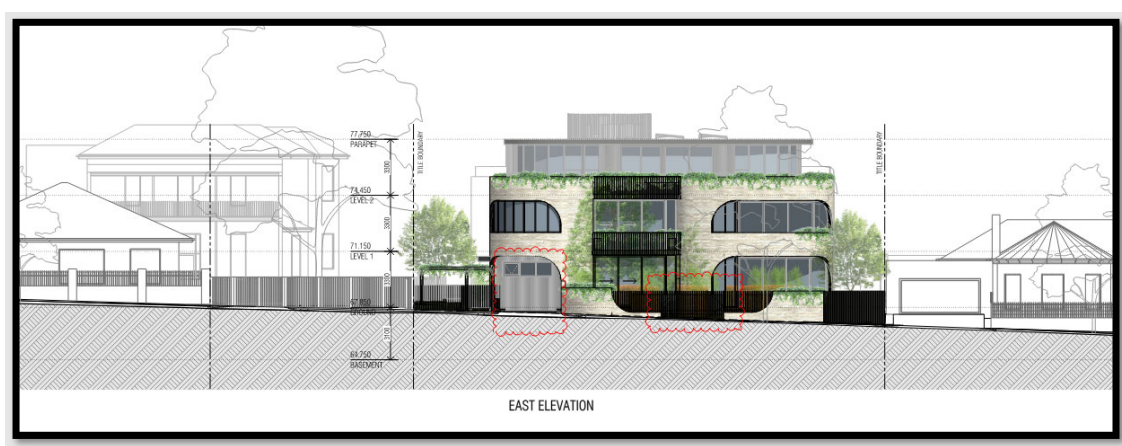 77.750
PARAPET
TITLE BOUNDARY
TITLE BOUNDARY
3300
74.450
LEVEL 2
3300
71.150
LEVEL 1
3300
67.850
GROUND
3100
64.750
BASEMENT
EAST ELEVATION